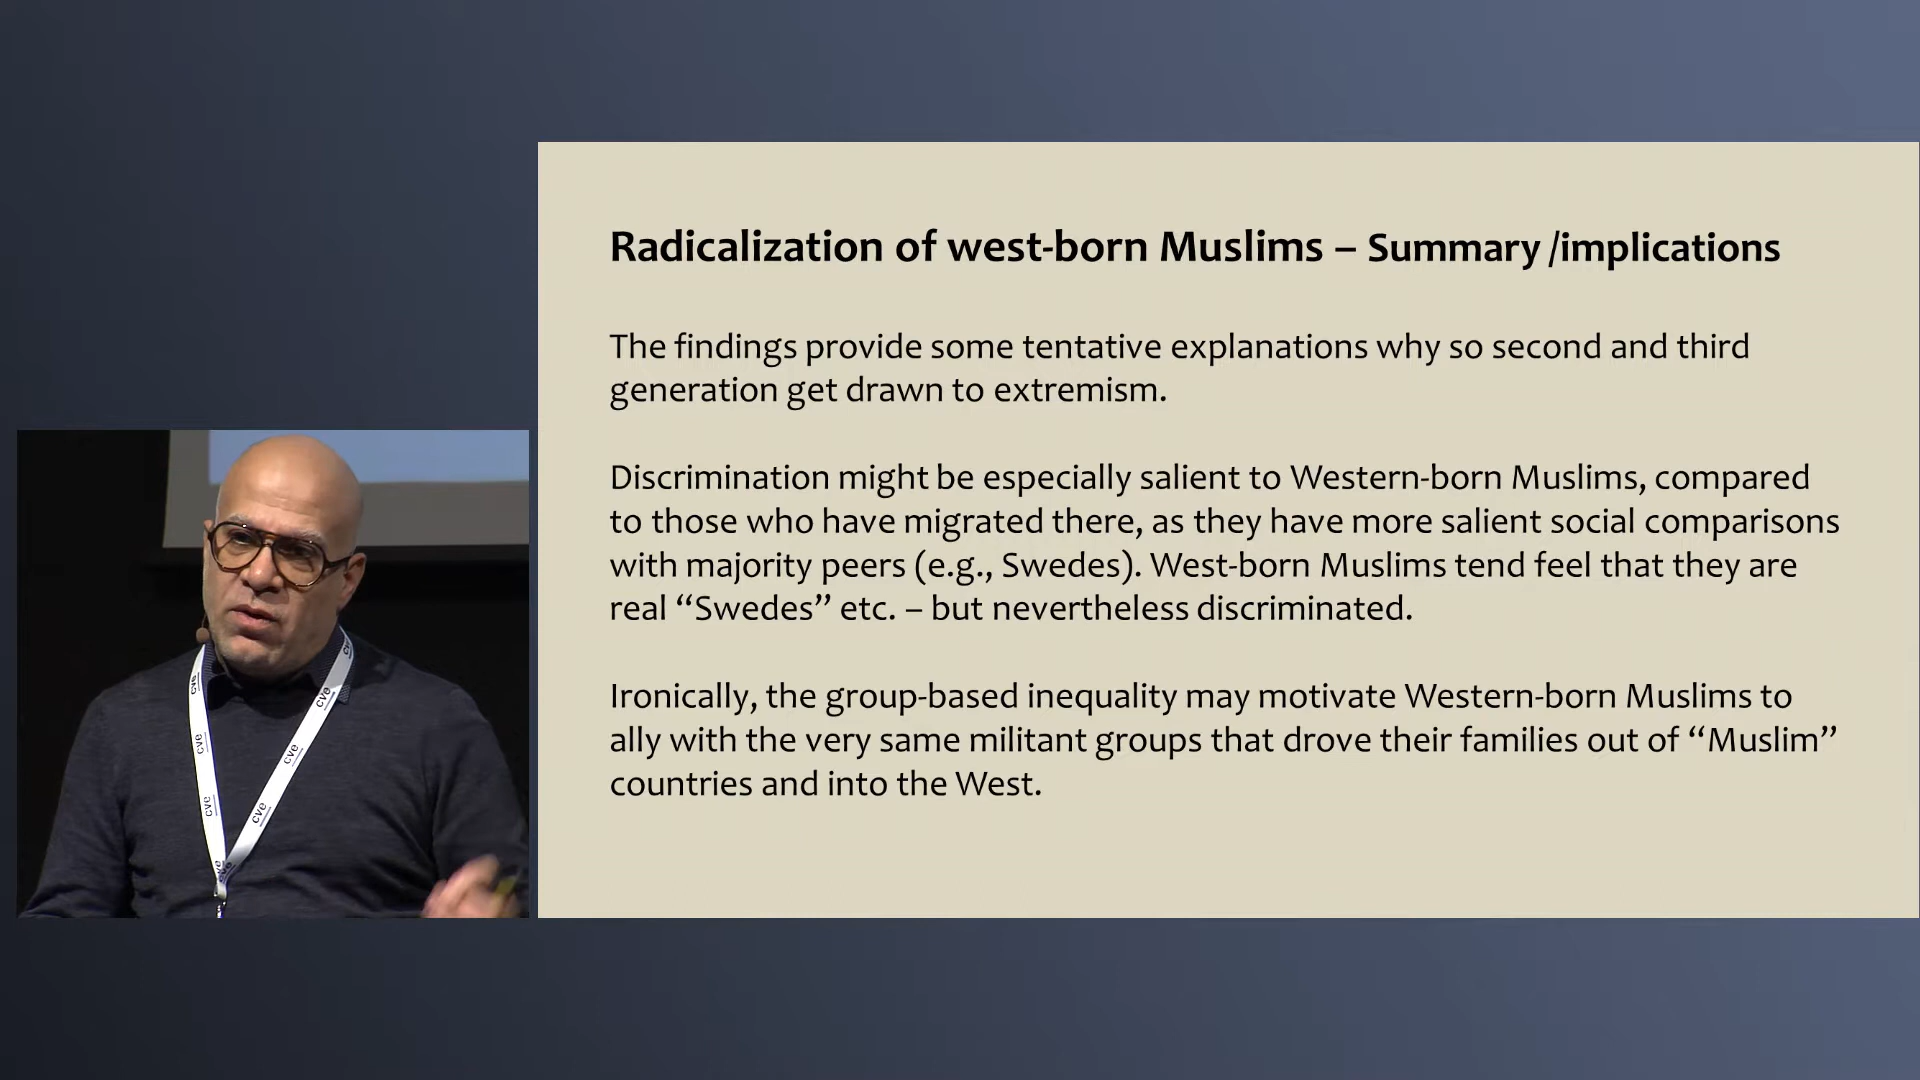 Radicalization of west-born Muslims – Summary /implications
The findings provide some tentative explanations why so second and third
generation get drawn to extremism.
Discrimination might be especially salient to Western-born Muslims, compared
to those who have migrated there, as they have more salient social comparisons
with majority peers (e.g., Swedes). West-born Muslims tend feel that they are
real “Swedes” etc. – but nevertheless discriminated.
Ironically, the group-based inequality may motivate Western-born Muslims to
ally with the very same militant groups that drove their families out of “Muslim”
countries and into the West.
cve
cve
cve
cve
cve
cve
cve